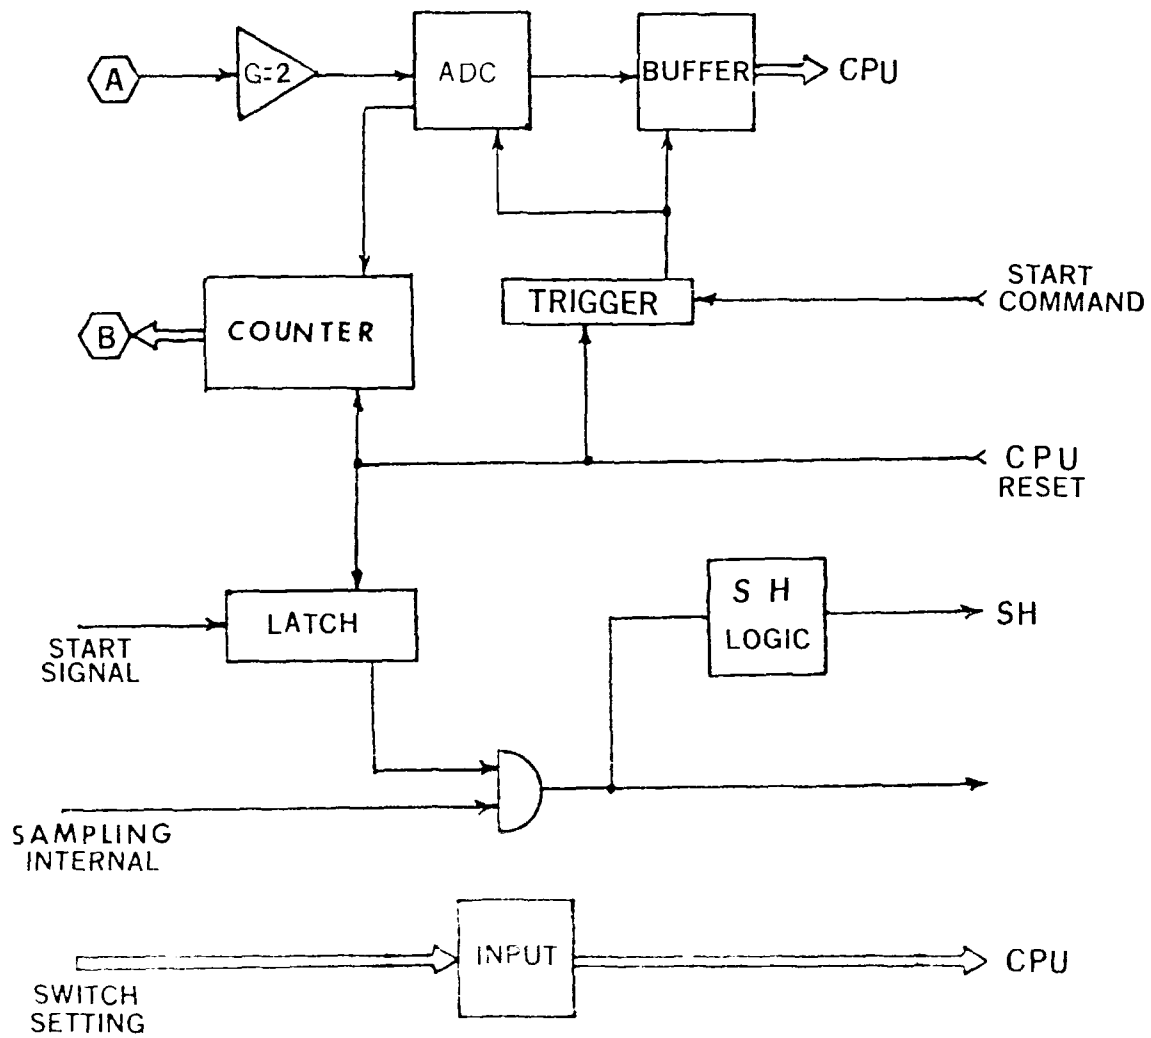 A
G=2
ADC
BUFFER
CPU
START
COMMAND
TRIGGER
B
COUNTER
CPU
RESET
S H
LOGIC
SH
LATCH
START
SIGNAL
SAMPLING
INTERNAL
INPUT
CPU
SWITCH
SETTING